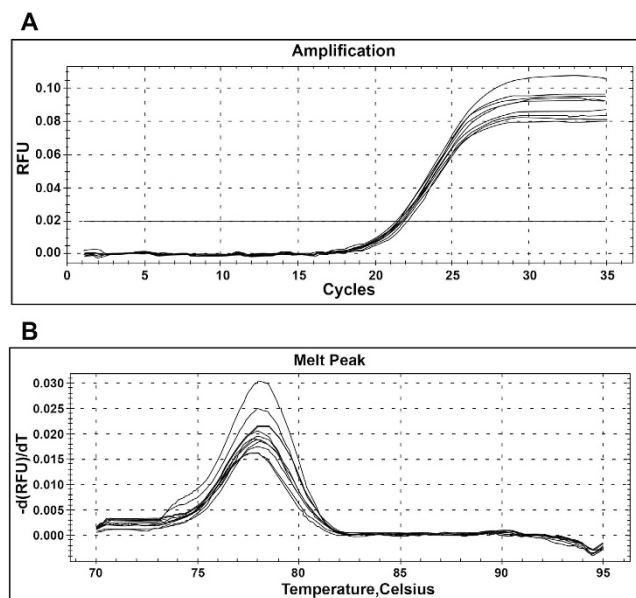 A
Amplification
0.10
0.08
0.06
0.04
0.02
0.00
RFU
0 5 10 15 20 25 30 35
Cycles
B
Melt Peak
0.030
0.025
0.020
0.015
0.010
0.005
0.000
-d(RFU)/dT
70 75 80 85 90 95
Temperature,Celsius